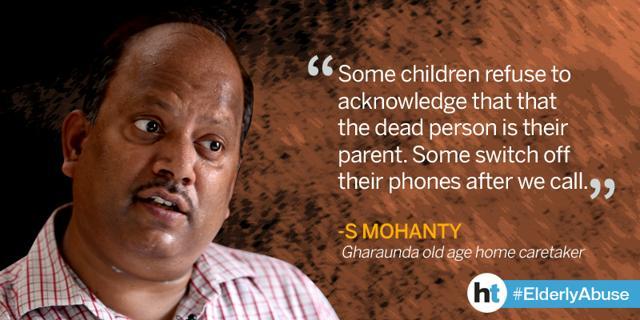 “Some children refuse to
acknowledge that that
the dead person is their
parent. Some switch off
their phones after we call.”
-S MOHANTY
Gharaunda old age home caretaker
ht #ElderlyAbuse